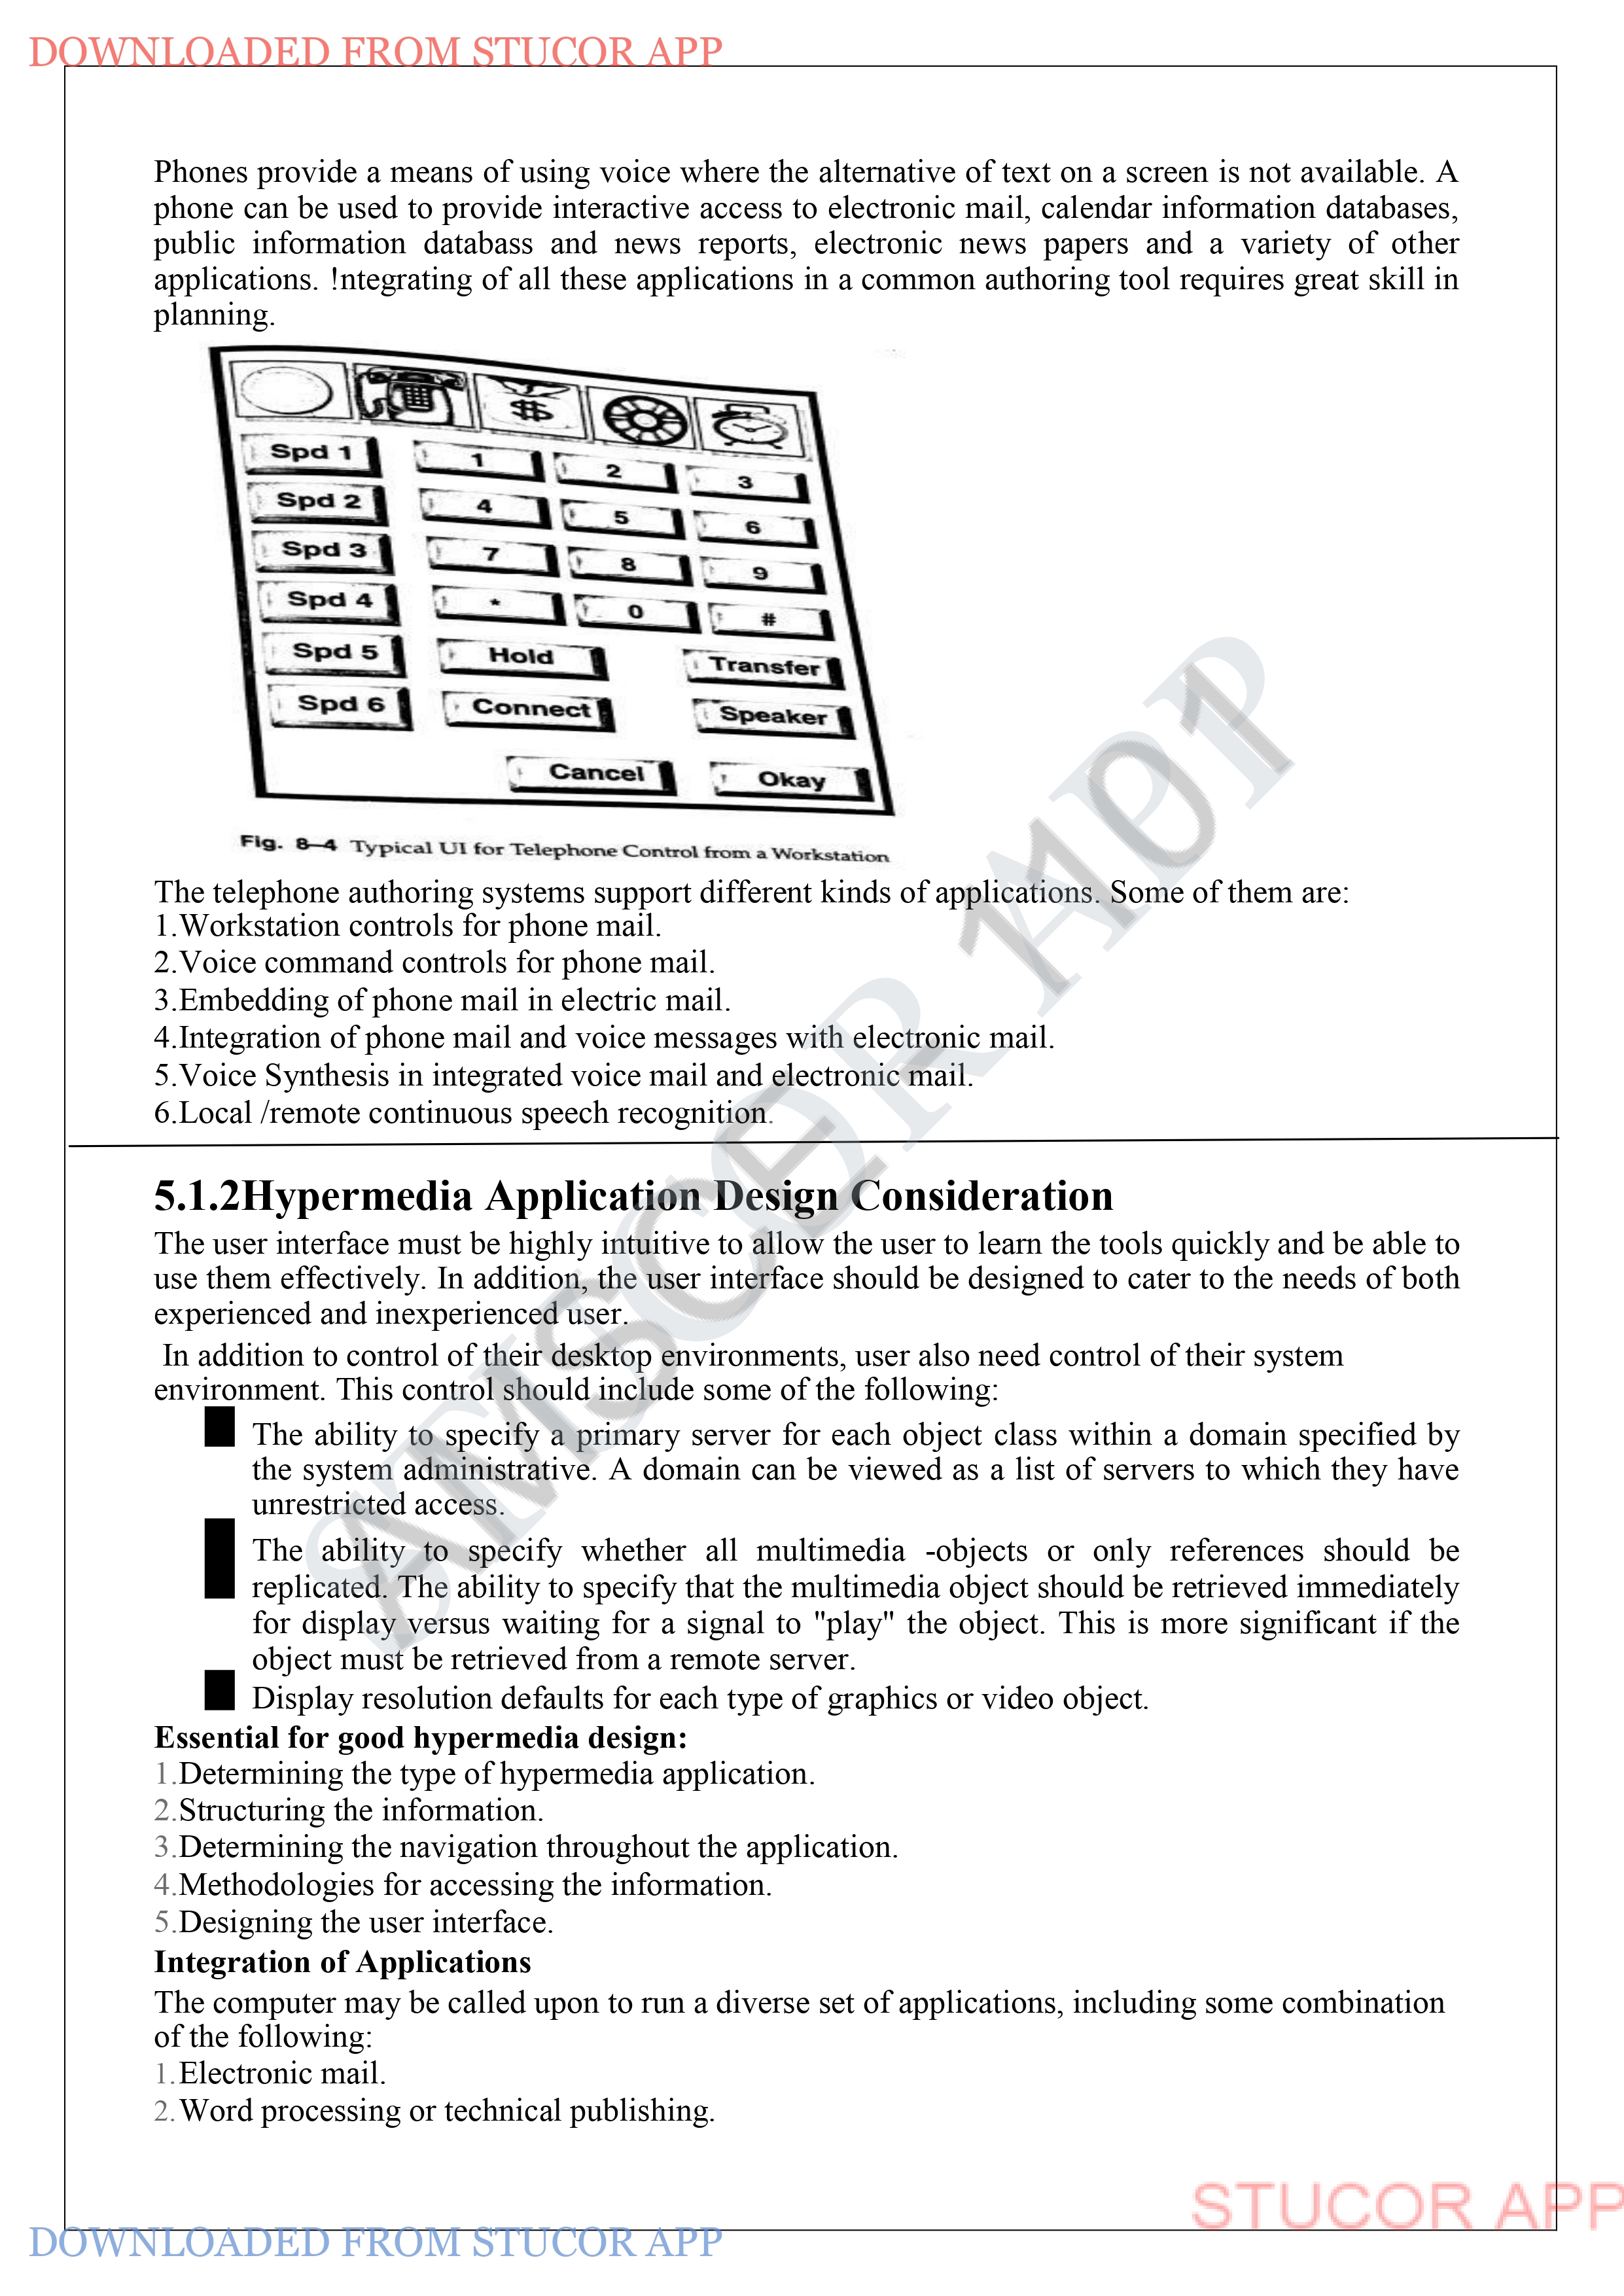 DOWNLOADED FROM STUCOR APP
Phones provide a means of using voice where the alternative of text on a screen is not available. A
phone can be used to provide interactive access to electronic mail, calendar information databases,
public information databass and news reports, electronic news papers and a variety of other
applications. !ntegrating of all these applications in a common authoring tool requires great skill in
planning.
$
Spd 1 1 2 3
Spd 2 4 5 6
Spd 3 7 8 9
Spd 4 * 0 #
Spd 5 Hold Transfer
Spd 6 Connect Speaker
Cancel Okay
Fig. 8–4 Typical UI for Telephone Control from a Workstation
The telephone authoring systems support different kinds of applications. Some of them are:
1.Workstation controls for phone mail.
2.Voice command controls for phone mail.
3.Embedding of phone mail in electric mail.
4.Integration of phone mail and voice messages with electronic mail.
5.Voice Synthesis in integrated voice mail and electronic mail.
6.Local /remote continuous speech recognition.
5.1.2Hypermedia Application Design Consideration
The user interface must be highly intuitive to allow the user to learn the tools quickly and be able to
use them effectively. In addition, the user interface should be designed to cater to the needs of both
experienced and inexperienced user.
In addition to control of their desktop environments, user also need control of their system
environment. This control should include some of the following:
The ability to specify a primary server for each object class within a domain specified by
the system administrative. A domain can be viewed as a list of servers to which they have
unrestricted access.
The ability to specify whether all multimedia -objects or only references should be
replicated. The ability to specify that the multimedia object should be retrieved immediately
for display versus waiting for a signal to "play" the object. This is more significant if the
object must be retrieved from a remote server.
Display resolution defaults for each type of graphics or video object.
Essential for good hypermedia design:
1.Determining the type of hypermedia application.
2.Structuring the information.
3.Determining the navigation throughout the application.
4.Methodologies for accessing the information.
5.Designing the user interface.
Integration of Applications
The computer may be called upon to run a diverse set of applications, including some combination
of the following:
1.Electronic mail.
2.Word processing or technical publishing.
STUCOR APP
AMSCE 1101
STUCOR APP
DOWNLOADED FROM STUCOR APP